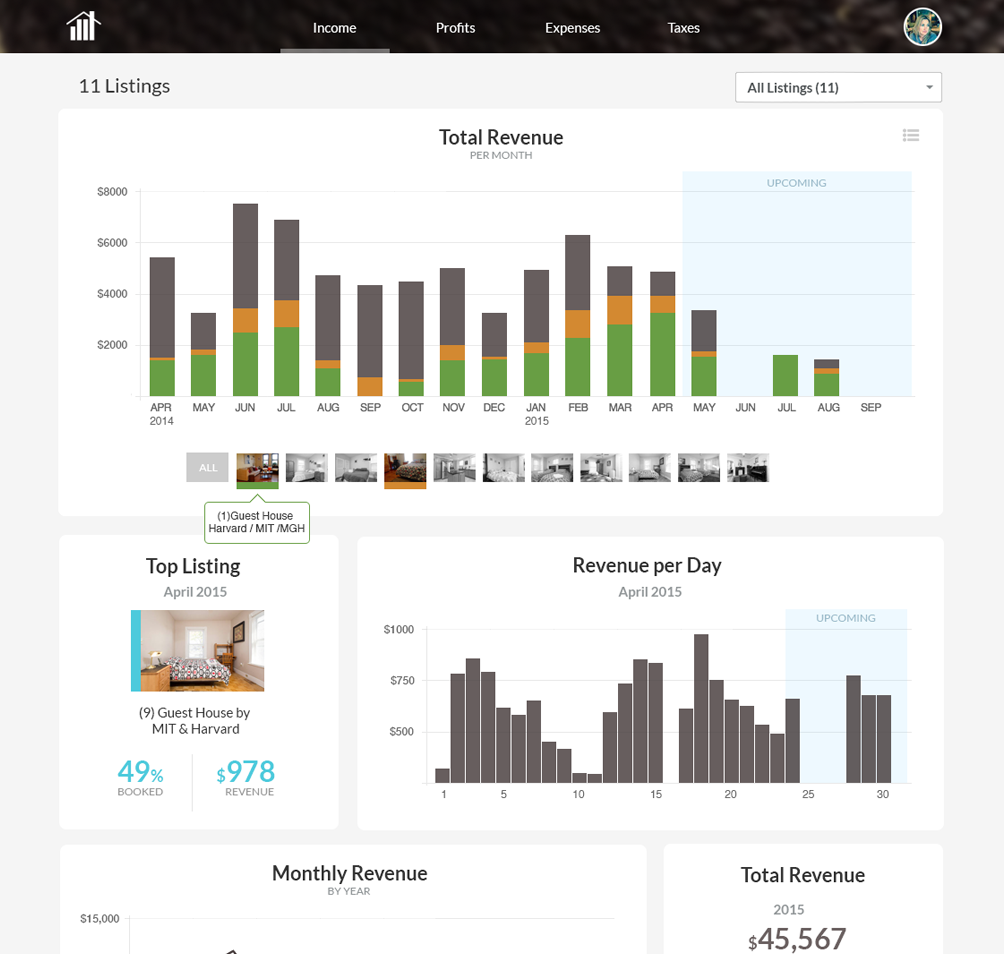 Income Profits Expenses Taxes
11 Listings
All Listings (11)
Total Revenue
PER MONTH
UPCOMING
$8000
$6000
$4000
$2000
APR MAY JUN JUL AUG SEP OCT NOV DEC JAN FEB MAR APR MAY JUN JUL AUG SEP
2014 2015
ALL
(1)Guest House
Harvard / MIT /MGH
Top Listing
April 2015
(9) Guest House by
MIT & Harvard
49% $978
BOOKED REVENUE
Revenue per Day
April 2015
UPCOMING
$1000
$750
$500
1 5 10 15 20 25 30
Monthly Revenue
BY YEAR
$15,000
Total Revenue
2015
$45,567